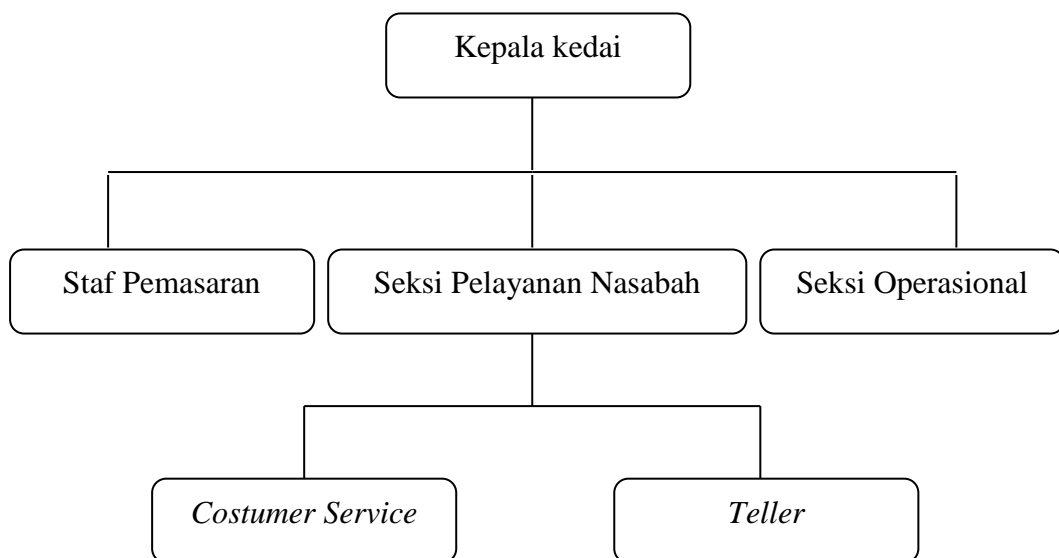 Kepala kedai
Staf Pemasaran
Seksi Pelayanan Nasabah
Seksi Operasional
Costumer Service
Teller